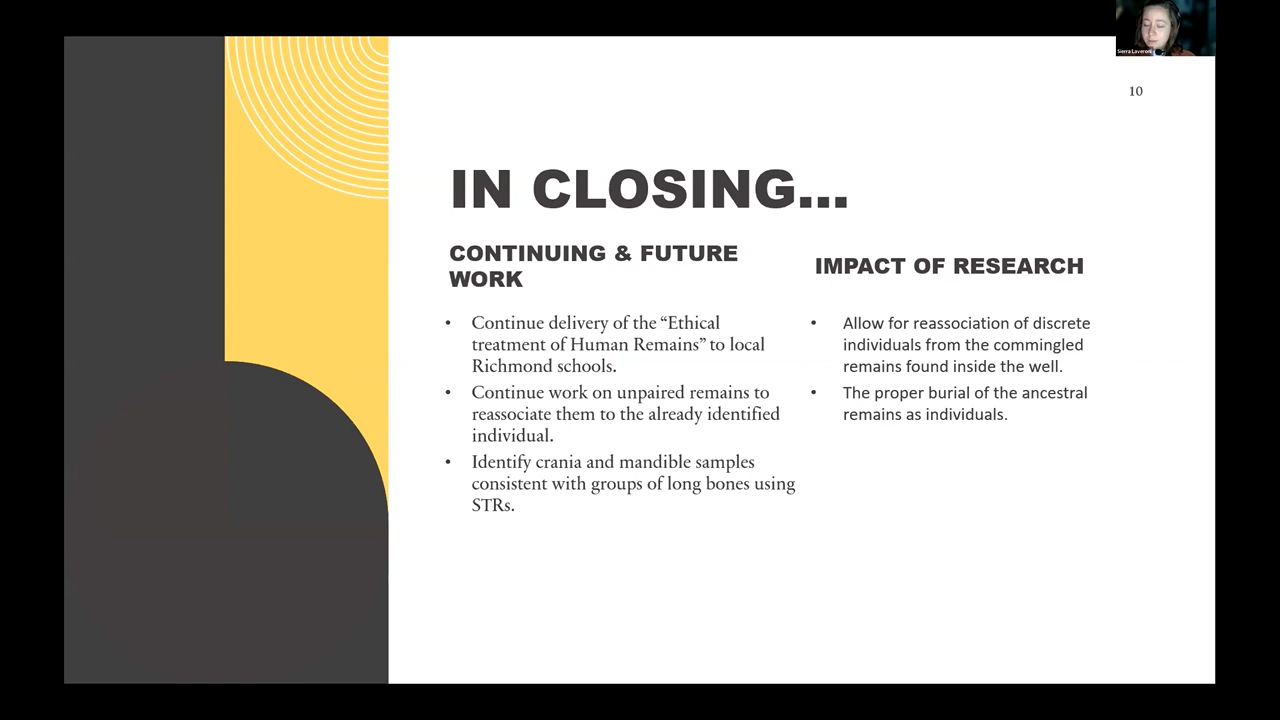 Sierra Laveroni
10
IN CLOSING...
CONTINUING & FUTURE
WORK
• Continue delivery of the “Ethical
treatment of Human Remains” to local
Richmond schools.
• Continue work on unpaired remains to
reassociate them to the already identified
individual.
• Identify crania and mandible samples
consistent with groups of long bones using
STRs.
IMPACT OF RESEARCH
• Allow for reassociation of discrete
individuals from the commingled
remains found inside the well.
• The proper burial of the ancestral
remains as individuals.